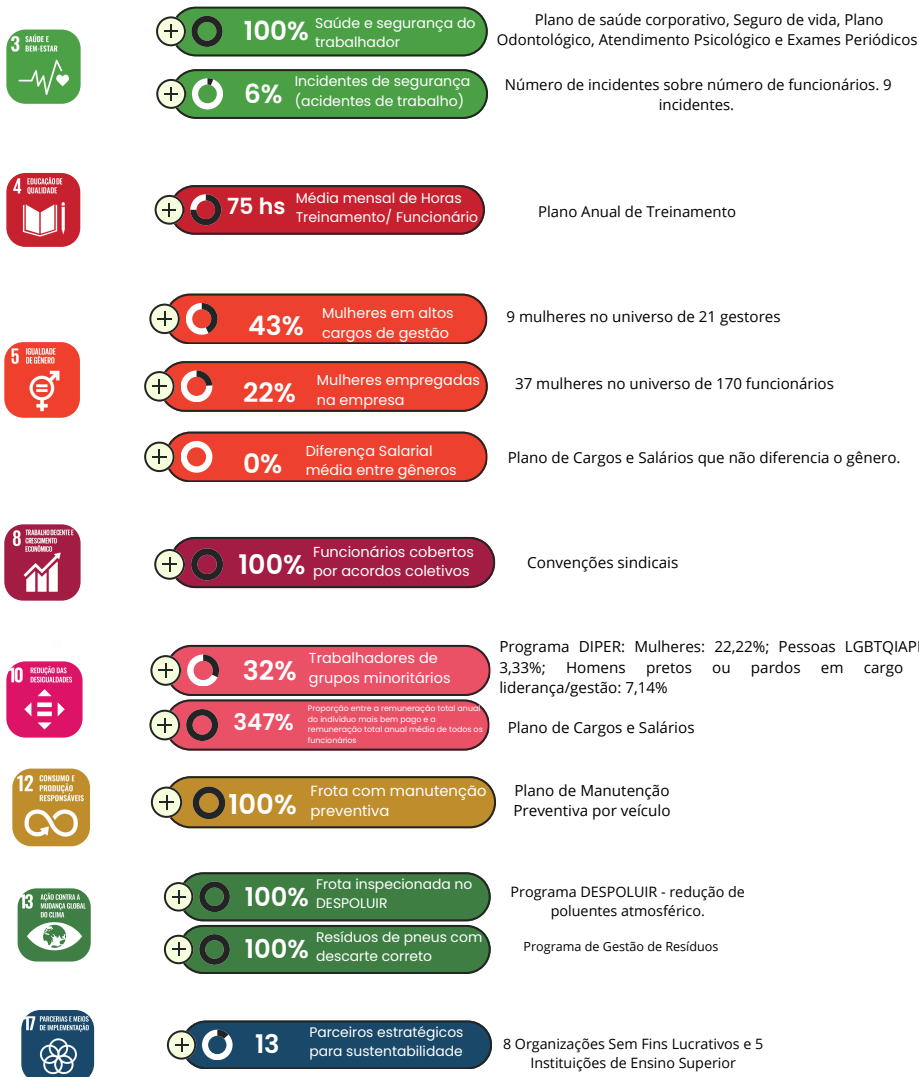 3 SAÚDE E
BEM-ESTAR
100% Saúde e segurança do
trabalhador
Plano de saúde corporativo, Seguro de vida, Plano
Odontológico, Atendimento Psicológico e Exames Periódicos
6% Incidentes de segurança
(acidentes de trabalho)
Número de incidentes sobre número de funcionários. 9
incidentes.
4 EDUCAÇÃO DE
QUALIDADE
75 hs Média mensal de Horas
Treinamento/ Funcionário
Plano Anual de Treinamento
5 IGUALDADE
DE GÊNERO
43% Mulheres em altos
cargos de gestão
9 mulheres no universo de 21 gestores
22% Mulheres empregadas
na empresa
37 mulheres no universo de 170 funcionários
0% Diferença Salarial
média entre gêneros
Plano de Cargos e Salários que não diferencia o gênero.
8 TRABALHO DECENTE E
CRESCIMENTO
ECONÔMICO
100% Funcionários cobertos
por acordos coletivos
Convenções sindicais
10 REDUÇÃO DAS
DESIGUALDADES
32% Trabalhadores de
grupos minoritários
Programa DIPER: Mulheres: 22,22%; Pessoas LGBTQIAP
3,33%; Homens pretos ou pardos em cargo
liderança/gestão: 7,14%
347% Proporção entre a remuneração total anual
do indivíduo mais bem pago e a
remuneração total anual média de todos os
funcionários
Plano de Cargos e Salários
12 CONSUMO E
PRODUÇÃO
RESPONSÁVEIS
100% Frota com manutenção
preventiva
Plano de Manutenção
Preventiva por veículo
13 AÇÃO CONTRA A
MUDANÇA GLOBAL
DO CLIMA
100% Frota inspecionada no
DESPOLUIR
Programa DESPOLUIR - redução de
poluentes atmosférico.
100% Resíduos de pneus com
descarte correto
Programa de Gestão de Resíduos
17 PARCERIAS E MEIOS
DE IMPLEMENTAÇÃO
13 Parceiros estratégicos
para sustentabilidade
8 Organizações Sem Fins Lucrativos e 5
Instituições de Ensino Superior